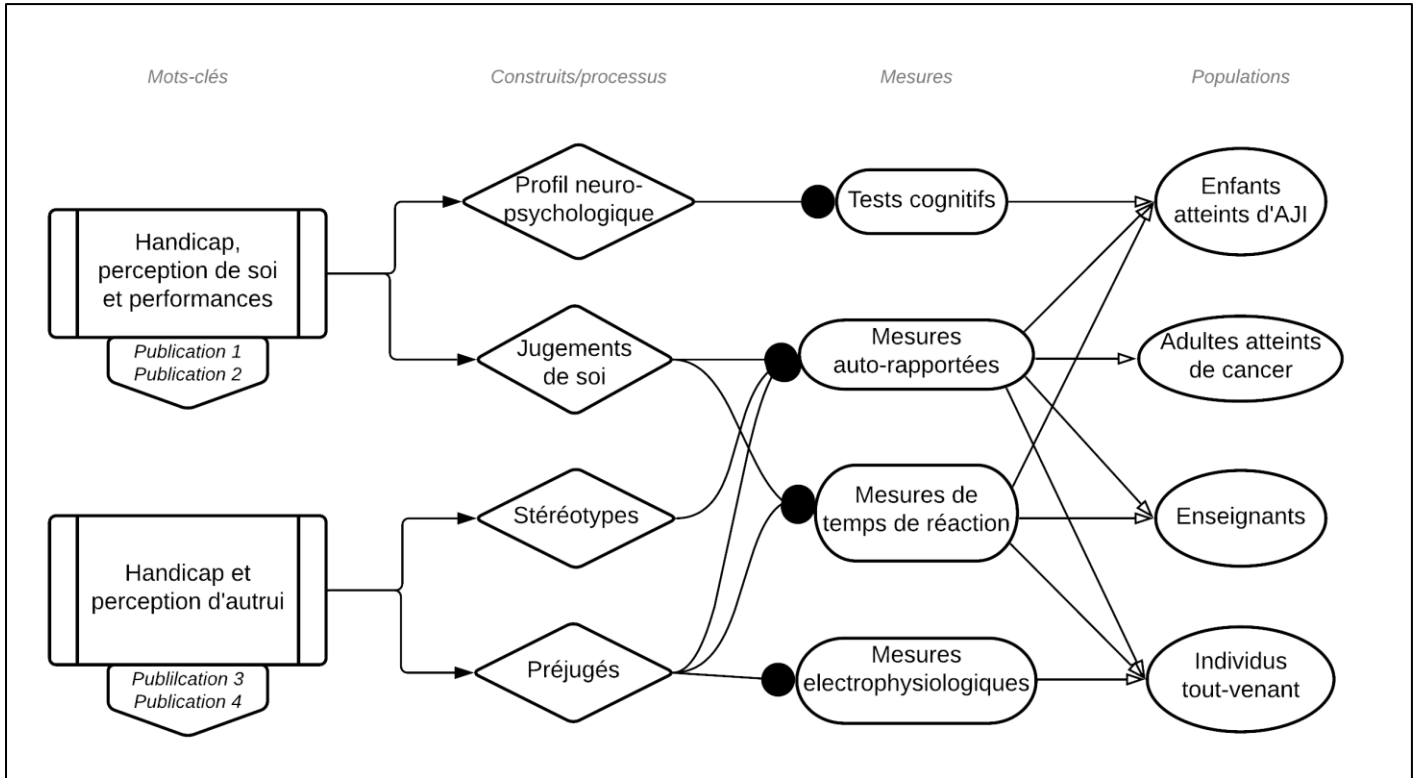 Mots-clés
Construits/processus
Mesures
Populations
Handicap,
perception de soi
et performances
Publication 1
Publication 2
Handicap et
perception d'autrui
Publilcation 3
Publication 4
Profil neuro-
psychologique
Jugements
de soi
Stéréotypes
Préjugés
Tests cognitifs
Mesures
auto-rapportées
Mesures de
temps de réaction
Mesures
electrophysiologiques
Enfants
atteints d'AJI
Adultes atteints
de cancer
Enseignants
Individus
tout-venant